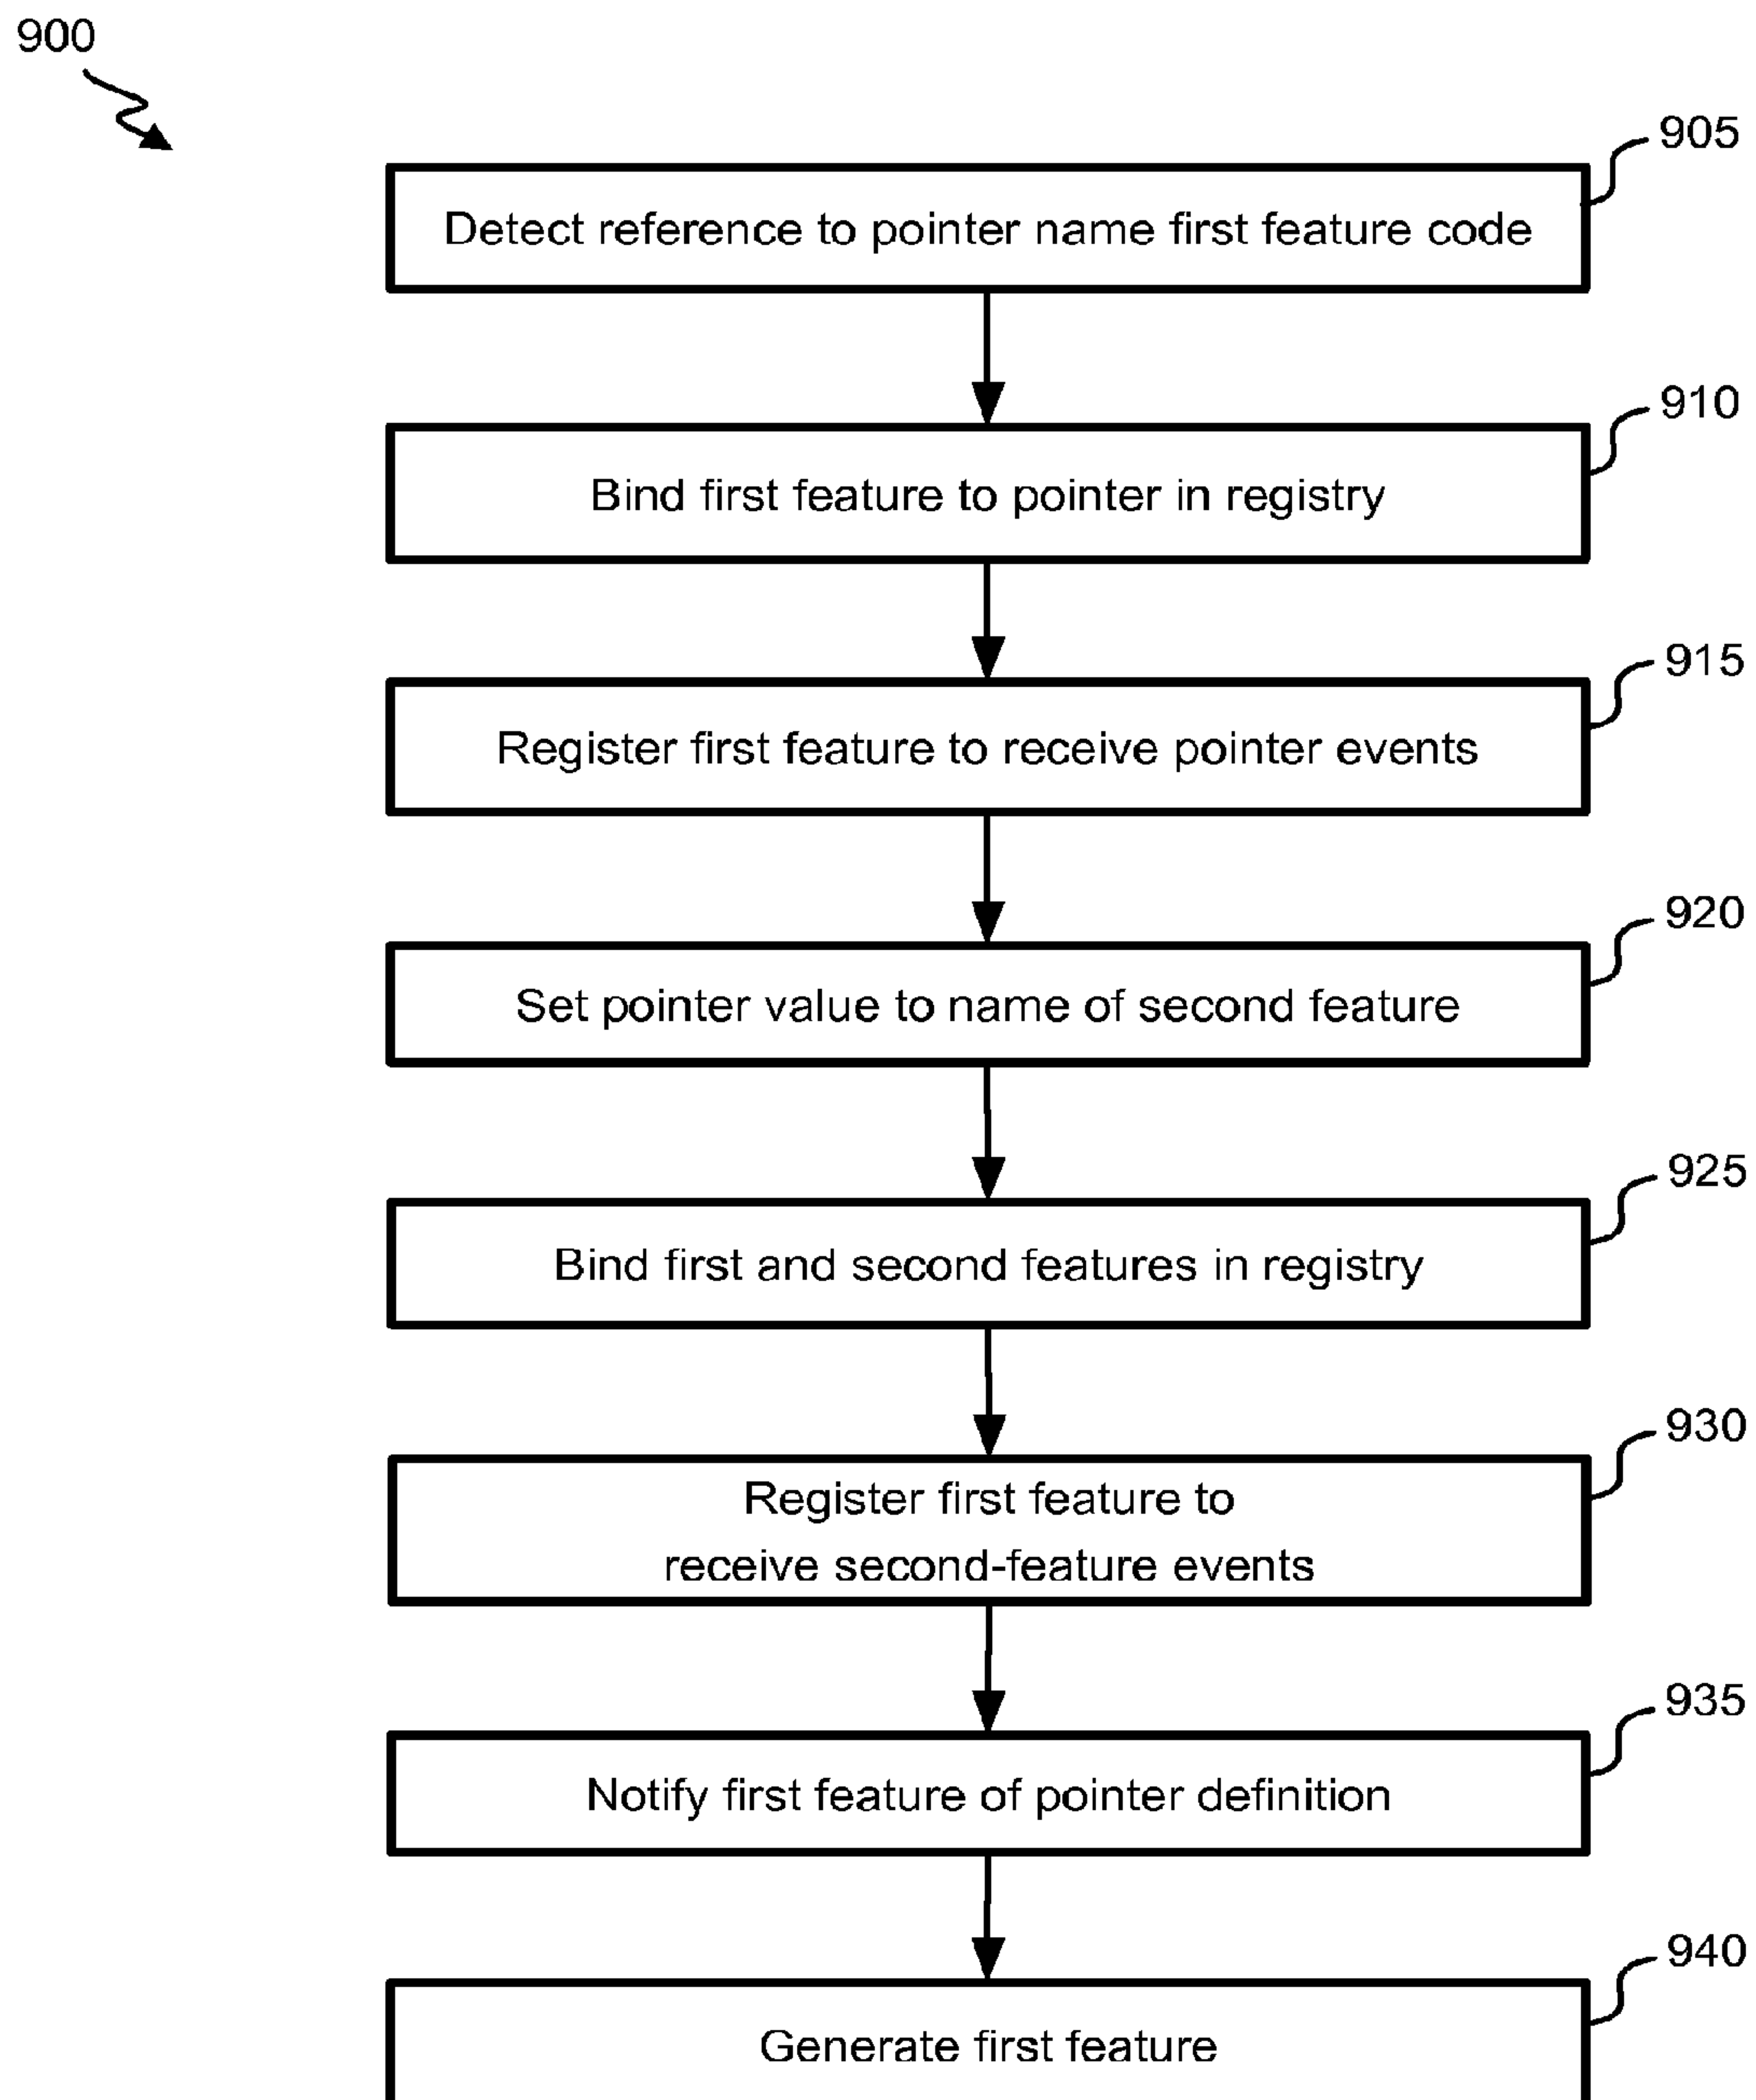 900
905
Detect reference to pointer name first feature code
910
Bind first feature to pointer in registry
915
Register first feature to receive pointer events
920
Set pointer value to name of second feature
925
Bind first and second features in registry
930
Register first feature to
receive second-feature events
935
Notify first feature of pointer definition
940
Generate first feature